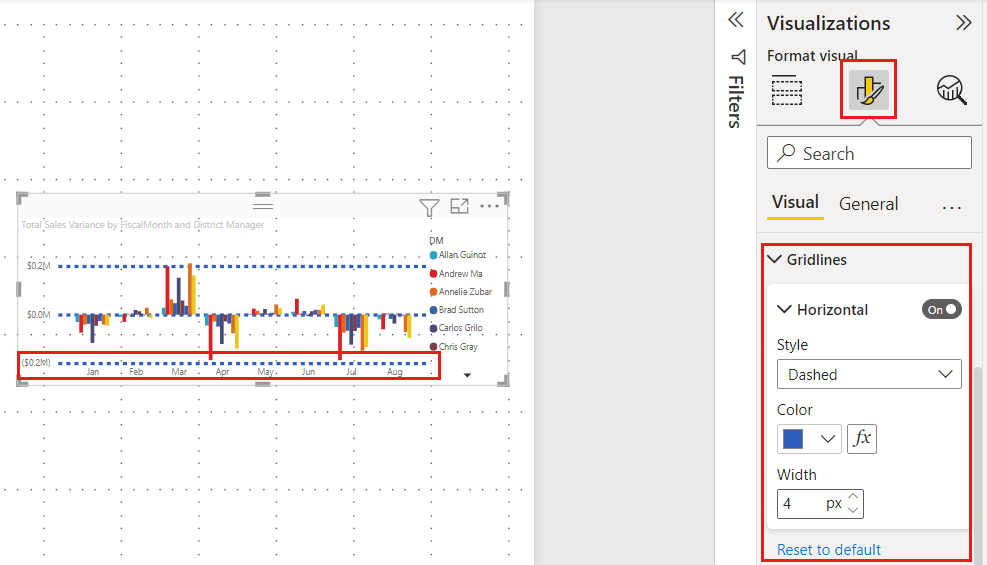 Total Sales Variance by FiscalMonth and District Manager
DM
Allan Guinot
Andrew Ma
Annelie Zubar
Brad Sutton
Carlos Grilo
Chris Gray
$0.2M
$0.0M
($0.2M)
Jan Feb Mar Apr May Jun Jul Aug
Filters
Visualizations
Format visual
Search
Visual General ...
Gridlines
Horizontal On
Style
Dashed
Color
fx
Width
4 px
Reset to default